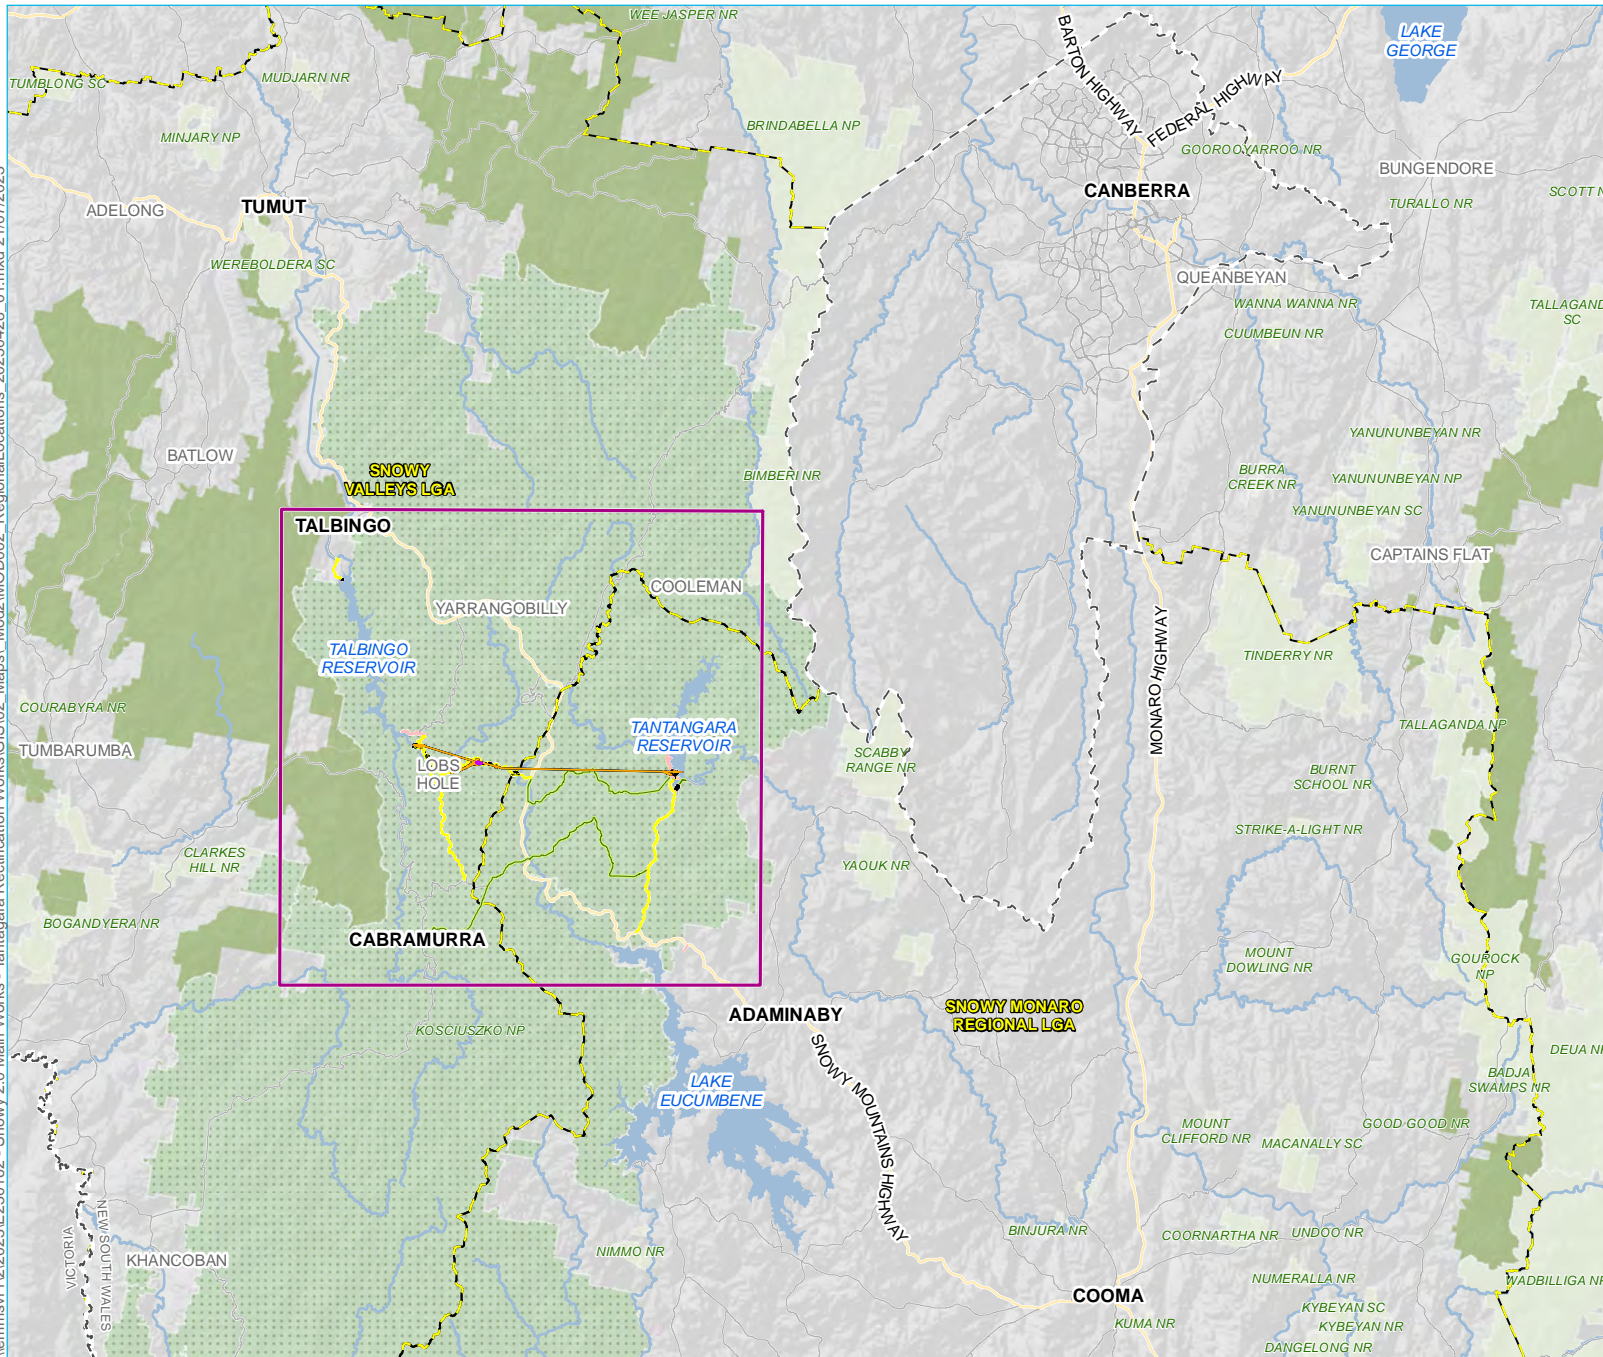 WEE JASPER NR
BARTON HIGHWAY
LAKE
GEORGE
TUMBLONG SC
MUDJARN NR
FEDERAL HIGHWAY
MINJARY NP
BRINDABELLA NP
GOOROOYARROO NR
BUNGENDORE
CANBERRA
SCOTT N
TURALLO NR
ADELONG
TUMUT
WEREBOLDERA SC
QUEANBEYAN
WANNA WANNA NR
TALLAGAND
SC
CUUMBEUN NR
YANUNUNBEYAN NR
BATLOW
SNOWY
VALLEYS LGA
BIMBERI NR
BURRA
CREEK NR
YANUNUNBEYAN NP
YANUNUNBEYAN SC
TALBINGO
CAPTAINS FLAT
COOLEMAN
YARRANGOBILLY
MONARO HIGHWAY
TALBINGO
RESERVOIR
TINDERRY NR
COURABYRA NR
TUMBARUMBA
TANTANGARA
RESERVOIR
TALLAGANDA NP
SCABBY
RANGE NR
LOBS
HOLE
BURNT
SCHOOL NR
STRIKE-A-LIGHT NR
CLARKES
HILL NR
YAOUK NR
BOGANDYERA NR
CABRAMURRA
MOUNT
DOWLING NR
GOUROCK
NP
ADAMINABY
SNOWY MONARO
REGIONAL LGA
KOSCIUSZKO NP
DEUA N
BADJA
SWAMPS NR
LAKE
EUCUMBENE
SNOWY MOUNTAINS HIGHWAY
MOUNT
CLIFFORD NR
MACANALLY SC
GOOD GOOD NR
BINJURA NR
COORNARTHA NR
UNDOO NR
VICTORIA
NEW SOUTH WALES
KHANCOBAN
NIMMO NR
NUMERALLA NR
WADBILLIGA NP
COOMA
KYBEYAN SC
KUMA NR
KYBEYAN NR
DANGELONG NR